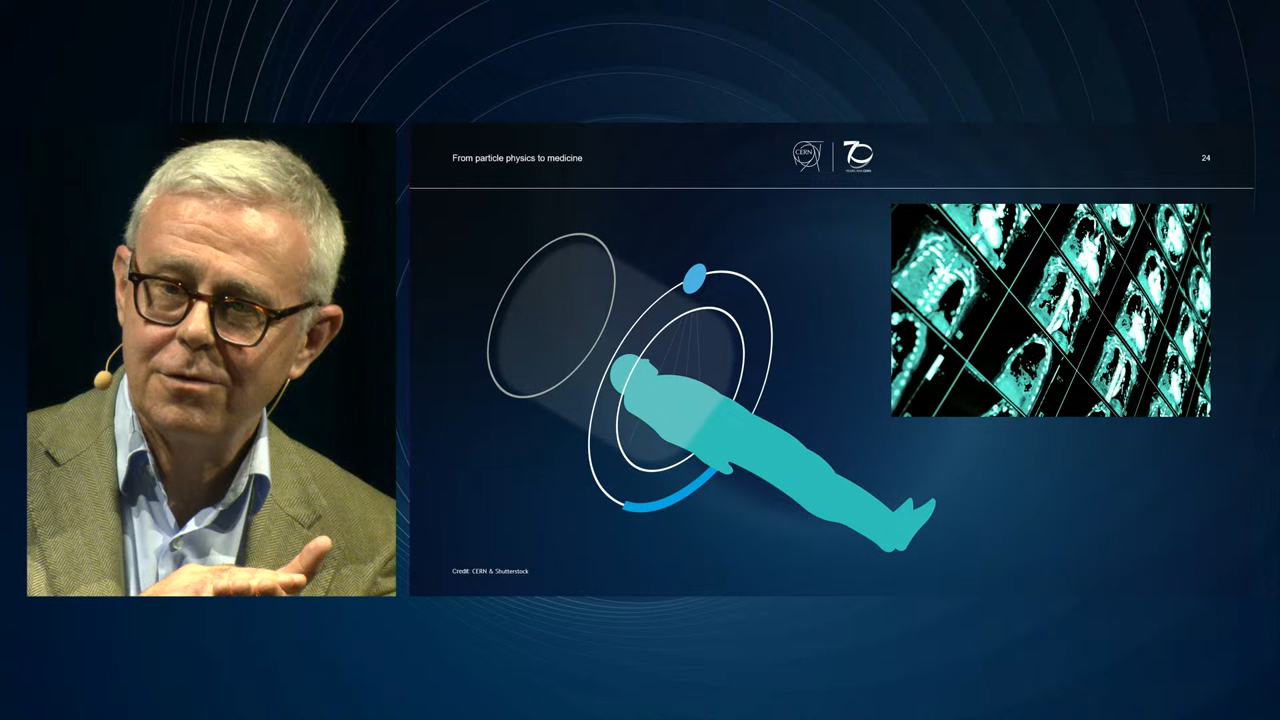 From particle physics to medicine
CERN
70
24
Credit: CERN & Shutterstock